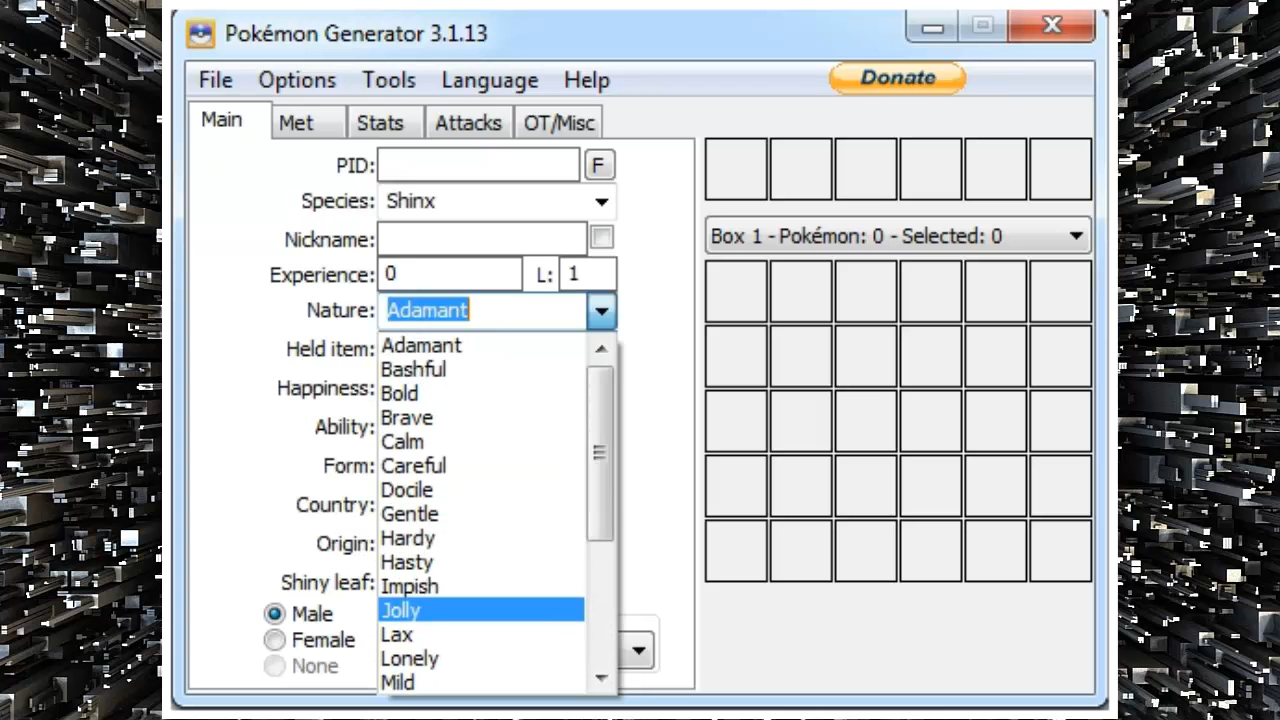 Pokémon Generator 3.1.13
File Options Tools Language Help Donate
Main Met Stats Attacks OT/Misc
PID: F
Species: Shinx
Nickname:
Box 1 - Pokémon: 0 - Selected: 0
Experience: 0 L: 1
Nature: Adamant
Held item: Adamant
Bashful
Happiness: Bold
Brave
Ability:
Calm
Form: Careful
Docile
Country: Gentle
Origin: Hardy
Hasty
Shiny leaf: Impish
Male Jolly
Female Lax
None Lonely
Mild